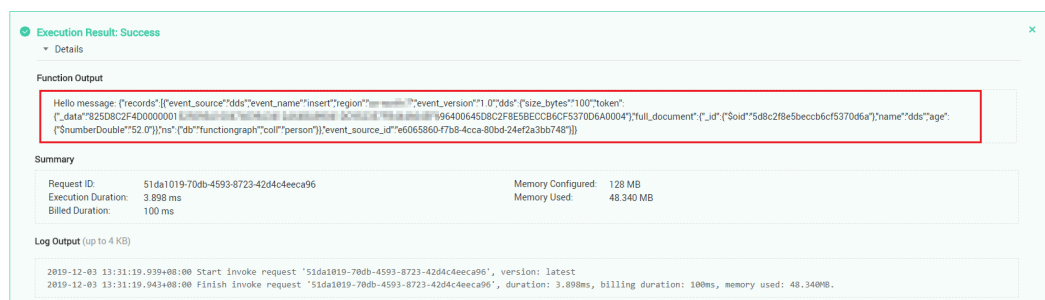 Execution Result: Success
Details
Function Output
Hello message: {"records":[{"event_source":"dds","event_name":"insert","region":" ","event_version":"1.0","dds":{"size_bytes":"100","token":
{"_data":"825D8C2F4D0000001 696400645D8C2F8E5BECCB6CF5370D6A0004"},"full_document":{"_id":{"$oid":"5d8c2f8e5beccb6cf5370d6a"},"name":"dds","age":
{"$numberDouble":"52.0"}},"ns":{"db":"functiongraph","coll":"person"}},"event_source_id":"e6065860-f7b8-4cca-80bd-24ef2a3bb748"}]}
Summary
Request ID: 51da1019-70db-4593-8723-42d4c4eeca96 Memory Configured: 128 MB
Execution Duration: 3.898 ms Memory Used: 48.340 MB
Billed Duration: 100 ms
Log Output (up to 4 KB)
2019-12-03 13:31:19.939+08:00 Start invoke request '51da1019-70db-4593-8723-42d4c4eeca96', version: latest
2019-12-03 13:31:19.943+08:00 Finish invoke request '51da1019-70db-4593-8723-42d4c4eeca96', duration: 3.898ms, billing duration: 100ms, memory used: 48.340MB.